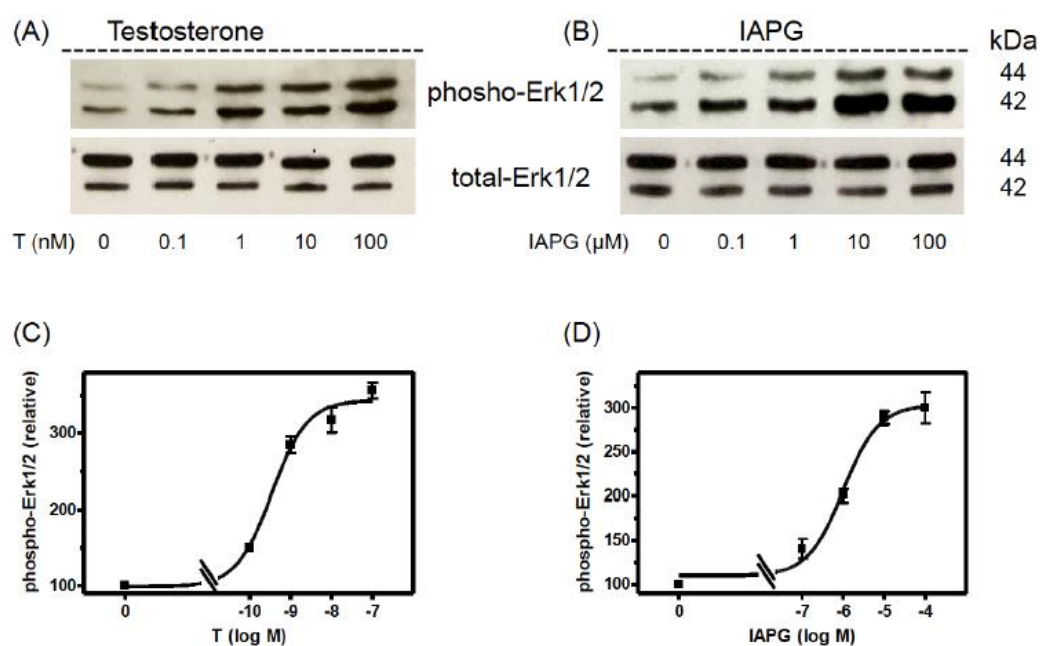 (A) Testosterone (B) IAPG kDa
phosho-Erk1/2 44
42
total-Erk1/2 44
42
T (nM) 0 0.1 1 10 100 IAPG (µM) 0 0.1 1 10 100
(C) (D)
phospho-Erk1/2 (relative)
300
200
100
0 -10 -9 -8 -7
T (log M)
phospho-Erk1/2 (relative)
300
250
200
150
100
0 -7 -6 -5 -4
IAPG (log M)